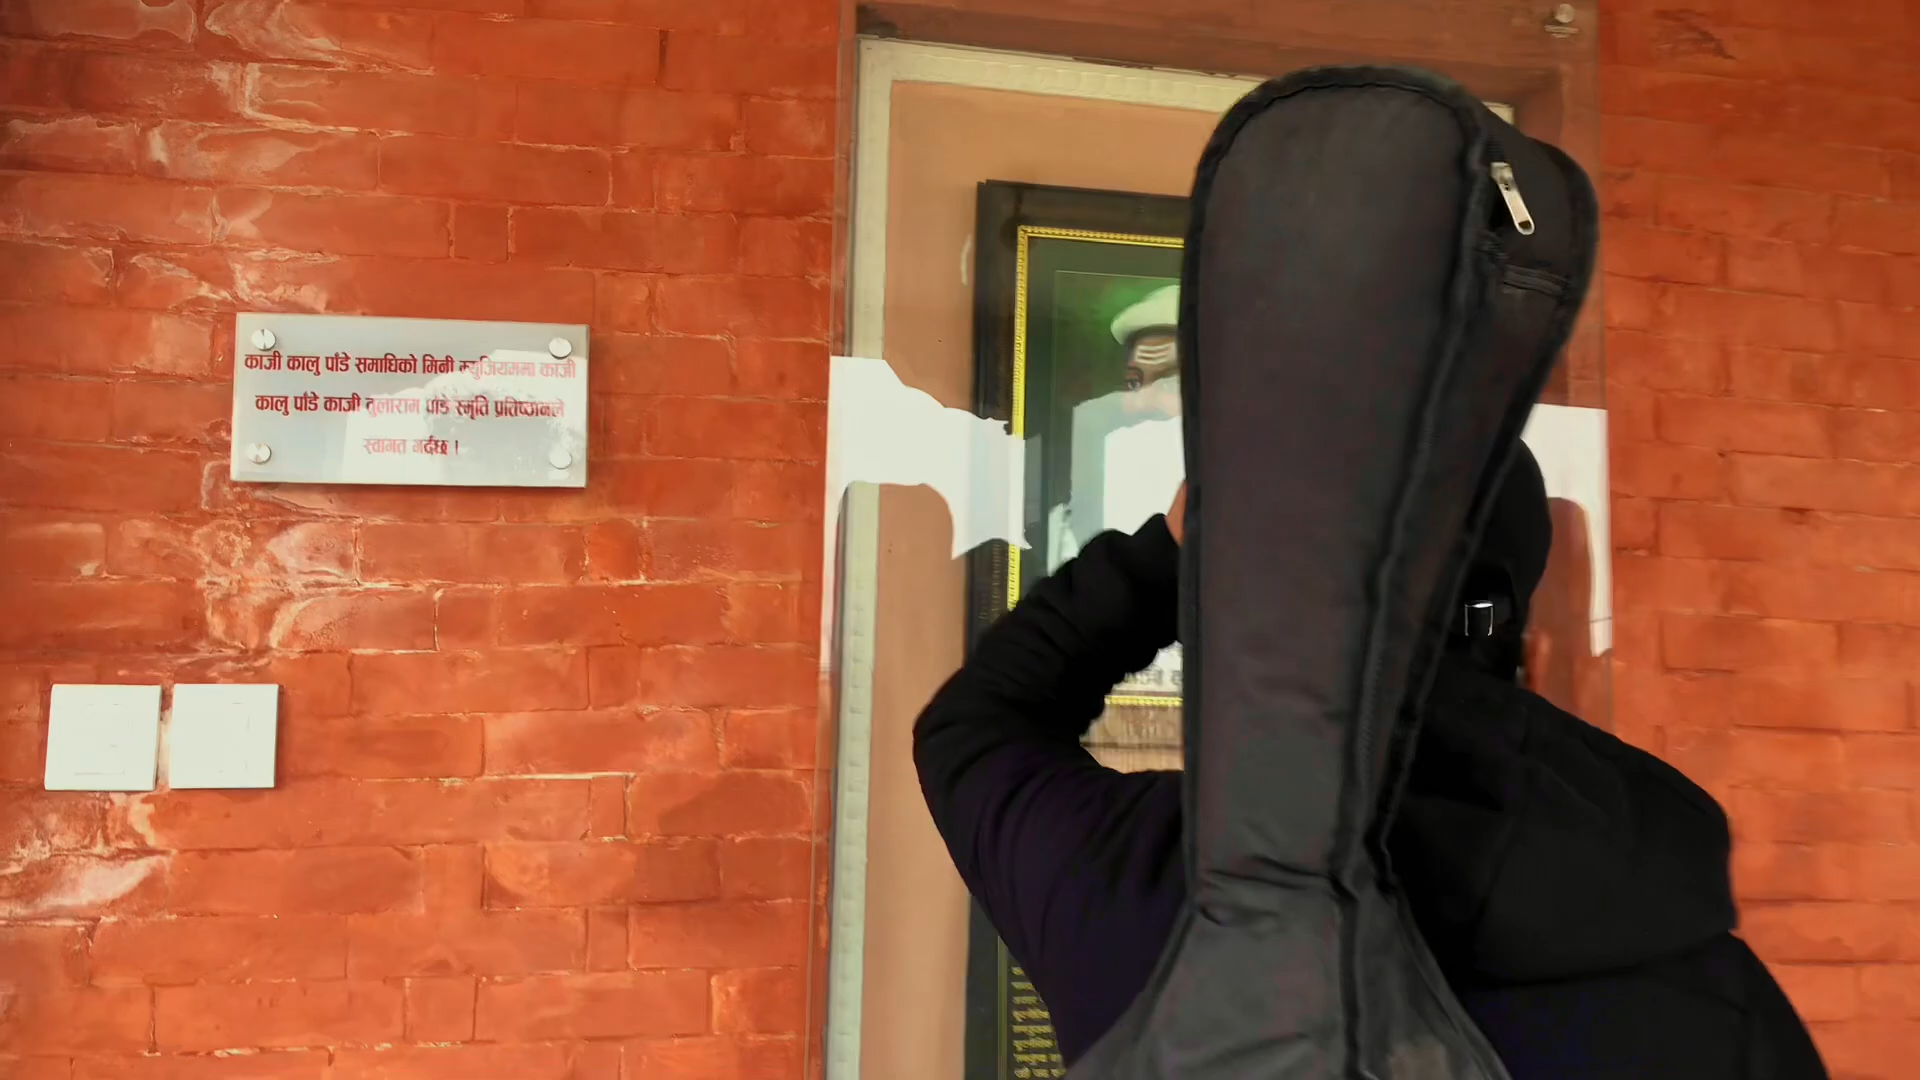 काजी कालु पाँडे समाधिको मिनी म्युजियममा काजी
कालु पाँडे काजी तुलाराम पाँडे स्मृति प्रतिष्ठानले
स्वागत गर्दछ ।